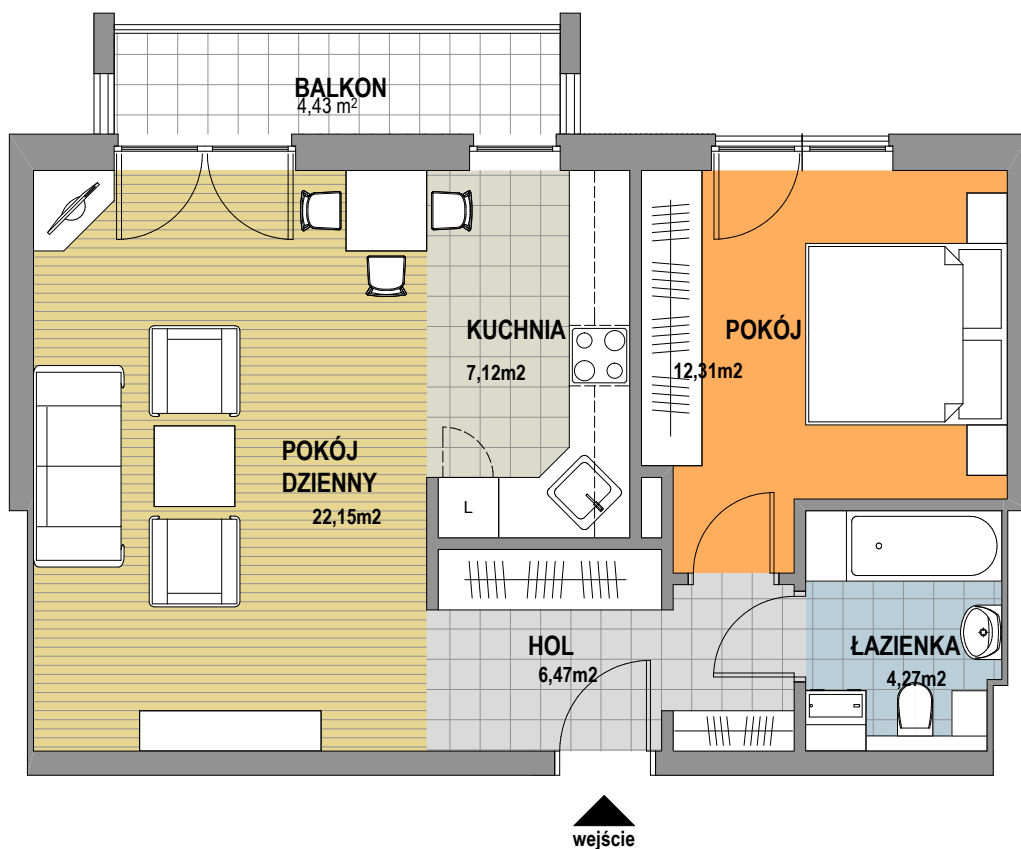 BALKON
4,43 m²
KUCHNIA
7,12m2
POKÓJ
12,31m2
POKÓJ
DZIENNY
22,15m2
L
HOL
6,47m2
ŁAZIENKA
4,27m2
wejście